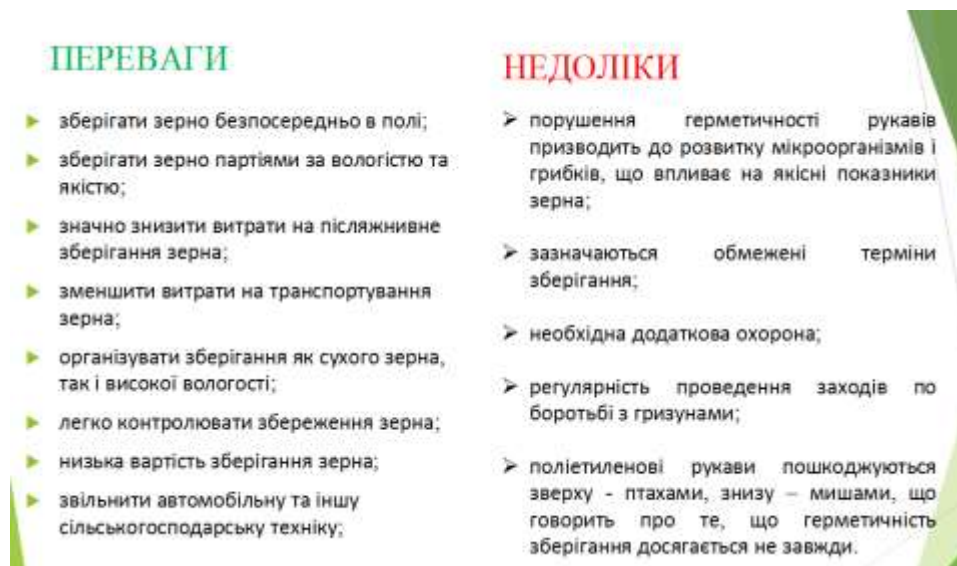 ПЕРЕВАГИ
зберігати зерно безпосередньо в полі;
зберігати зерно партіями за вологістю та
якістю;
значно знизити витрати на післяжнивне
зберігання зерна;
зменшити витрати на транспортування
зерна;
організувати зберігання як сухого зерна,
так і високої вологості;
легко контролювати збереження зерна;
низька вартість зберігання зерна;
звільнити автомобільну та іншу
сільськогосподарську техніку;
НЕДОЛІКИ
порушення герметичності рукавів
призводить до розвитку мікроорганізмів і
грибків, що впливає на якісні показники
зерна;
зазначаються обмежені терміни
зберігання;
необхідна додаткова охорона;
регулярність проведення заходів по
боротьбі з гризунами;
поліетиленові рукави пошкоджуються
зверху - птахами, знизу – мишами, що
говорить про те, що герметичність
зберігання досягається не завжди.